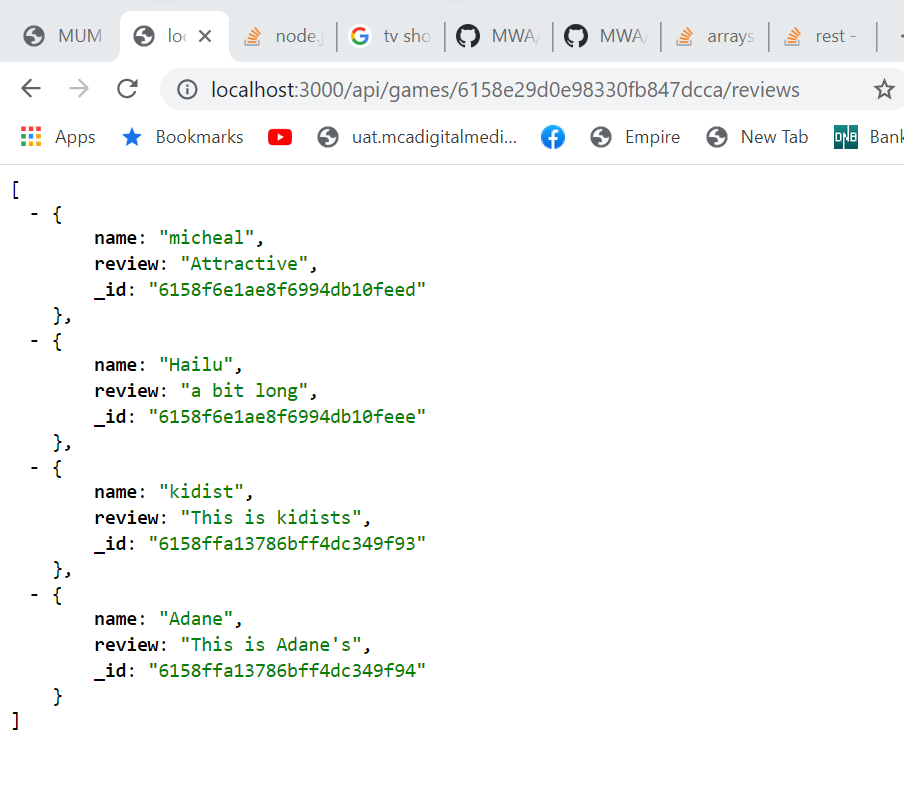 MUM
loc
node.j
tv sho
MWA/
MWA/
arrays
rest -
localhost:3000/api/games/6158e29d0e98330fb847dcca/reviews
Apps
Bookmarks
uat.mcadigitalmedi...
Empire
New Tab
DNB
Bank
[
- {
name: "micheal",
review: "Attractive",
_id: "6158f6e1ae8f6994db10feed"
},
- {
name: "Hailu",
review: "a bit long",
_id: "6158f6e1ae8f6994db10feee"
},
- {
name: "kidist",
review: "This is kidists",
_id: "6158ffa13786bff4dc349f93"
},
- {
name: "Adane",
review: "This is Adane's",
_id: "6158ffa13786bff4dc349f94"
}
]